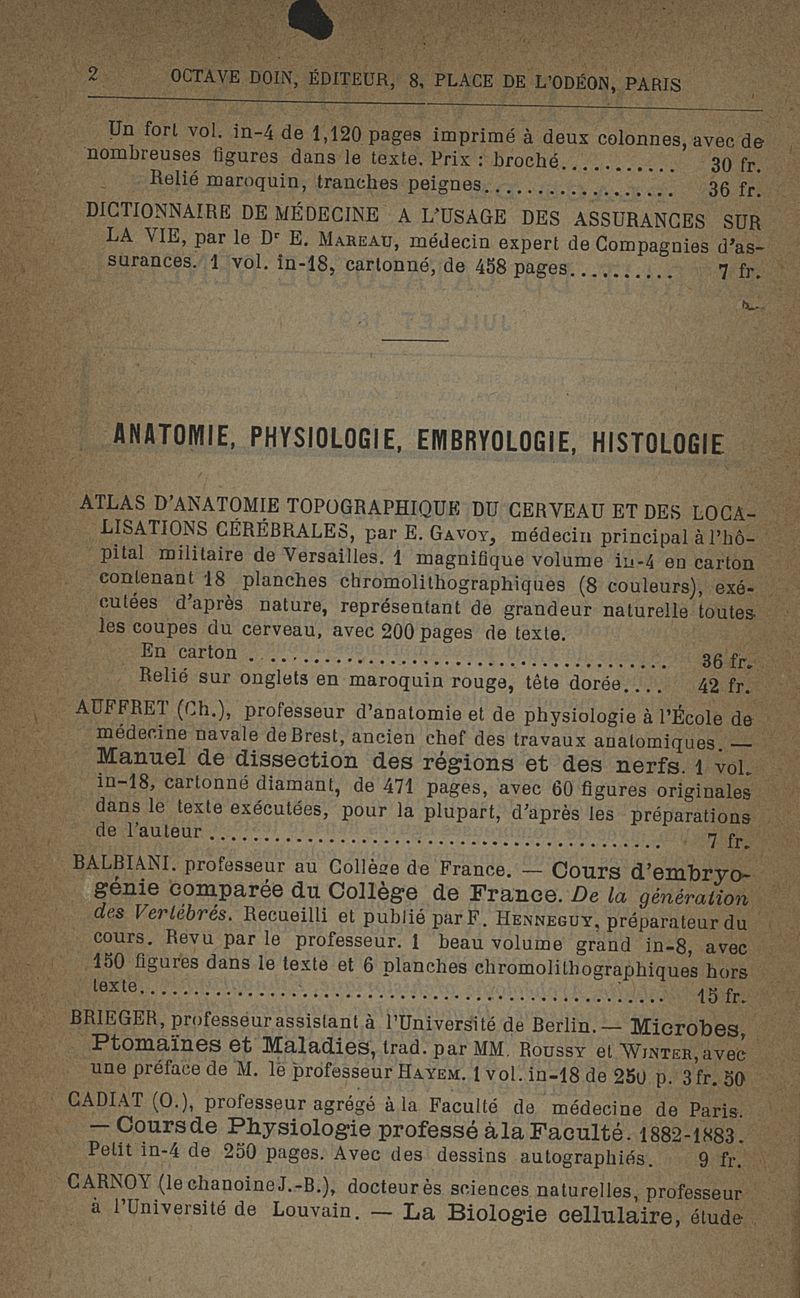 2 OCTAVE DOIN, ÉDITEUR, 8, PLACE DE L'ODÉON, PARIS
Un fort vol. in-4 de 1,120 pages imprimé à deux colonnes, avec de
nombreuses figures dans le texte. Prix : broché........... 30 fr.
Relié maroquin, tranches peignes.................. 36 fr.
DICTIONNAIRE DE MÉDECINE A L'USAGE DES ASSURANCES SUR
LA VIE, par le Dr E. MAREAU, médecin expert de Compagnies d'as-
surances. 1 vol. in-18, cartonné, de 458 pages.......... 7 fr.
ANATOMIE, PHYSIOLOGIE, EMBRYOLOGIE, HISTOLOGIE
ATLAS D'ANATOMIE TOPOGRAPHIQUE DU CERVEAU ET DES LOCA-
LISATIONS CÉRÉBRALES, par E. GAVOY, médecin principal à l'hô-
pital militaire de Versailles. 1 magnifique volume in-4 en carton
contenant 18 planches chromolithographiques (8 couleurs), exé-
cutées d'après nature, représentant de grandeur naturelle toutes
les coupes du cerveau, avec 200 pages de texte.
En carton ....................................... 36 fr.
Relié sur onglets en maroquin rouge, tête dorée.... 42 fr.
AUFFRET (Ch.), professeur d'anatomie et de physiologie à l'École de
médecine navale de Brest, ancien chef des travaux anatomiques. —
Manuel de dissection des régions et des nerfs. 1 vol.
in-18, cartonné diamant, de 471 pages, avec 60 figures originales
dans le texte exécutées, pour la plupart, d'après les préparations
de l'auteur ........................................ 7 fr.
BALBIANI. professeur au Collège de France. — Cours d'embryo-
génie comparée du Collège de France. De la génération
des Vertébrés. Recueilli et publié par F. HENNEGUY, préparateur du
cours. Revu par le professeur. 1 beau volume grand in-8, avec
150 figures dans le texte et 6 planches chromolithographiques hors
texte............................................... 15 fr.
BRIEGER, professeur assistant à l'Université de Berlin. — Microbes,
Ptomaïnes et Maladies, trad. par MM. ROUSSY et WINTER, avec
une préface de M. le professeur HAYEM. 1 vol. in-18 de 250 p. 3 fr. 50
CADIAT (O.), professeur agrégé à la Faculté de médecine de Paris.
— Cours de Physiologie professé à la Faculté. 1882-1883.
Petit in-4 de 250 pages. Avec des dessins autographiés. 9 fr.
CARNOY (le chanoine J.-B.), docteur ès sciences naturelles, professeur
à l'Université de Louvain. — La Biologie cellulaire, étude